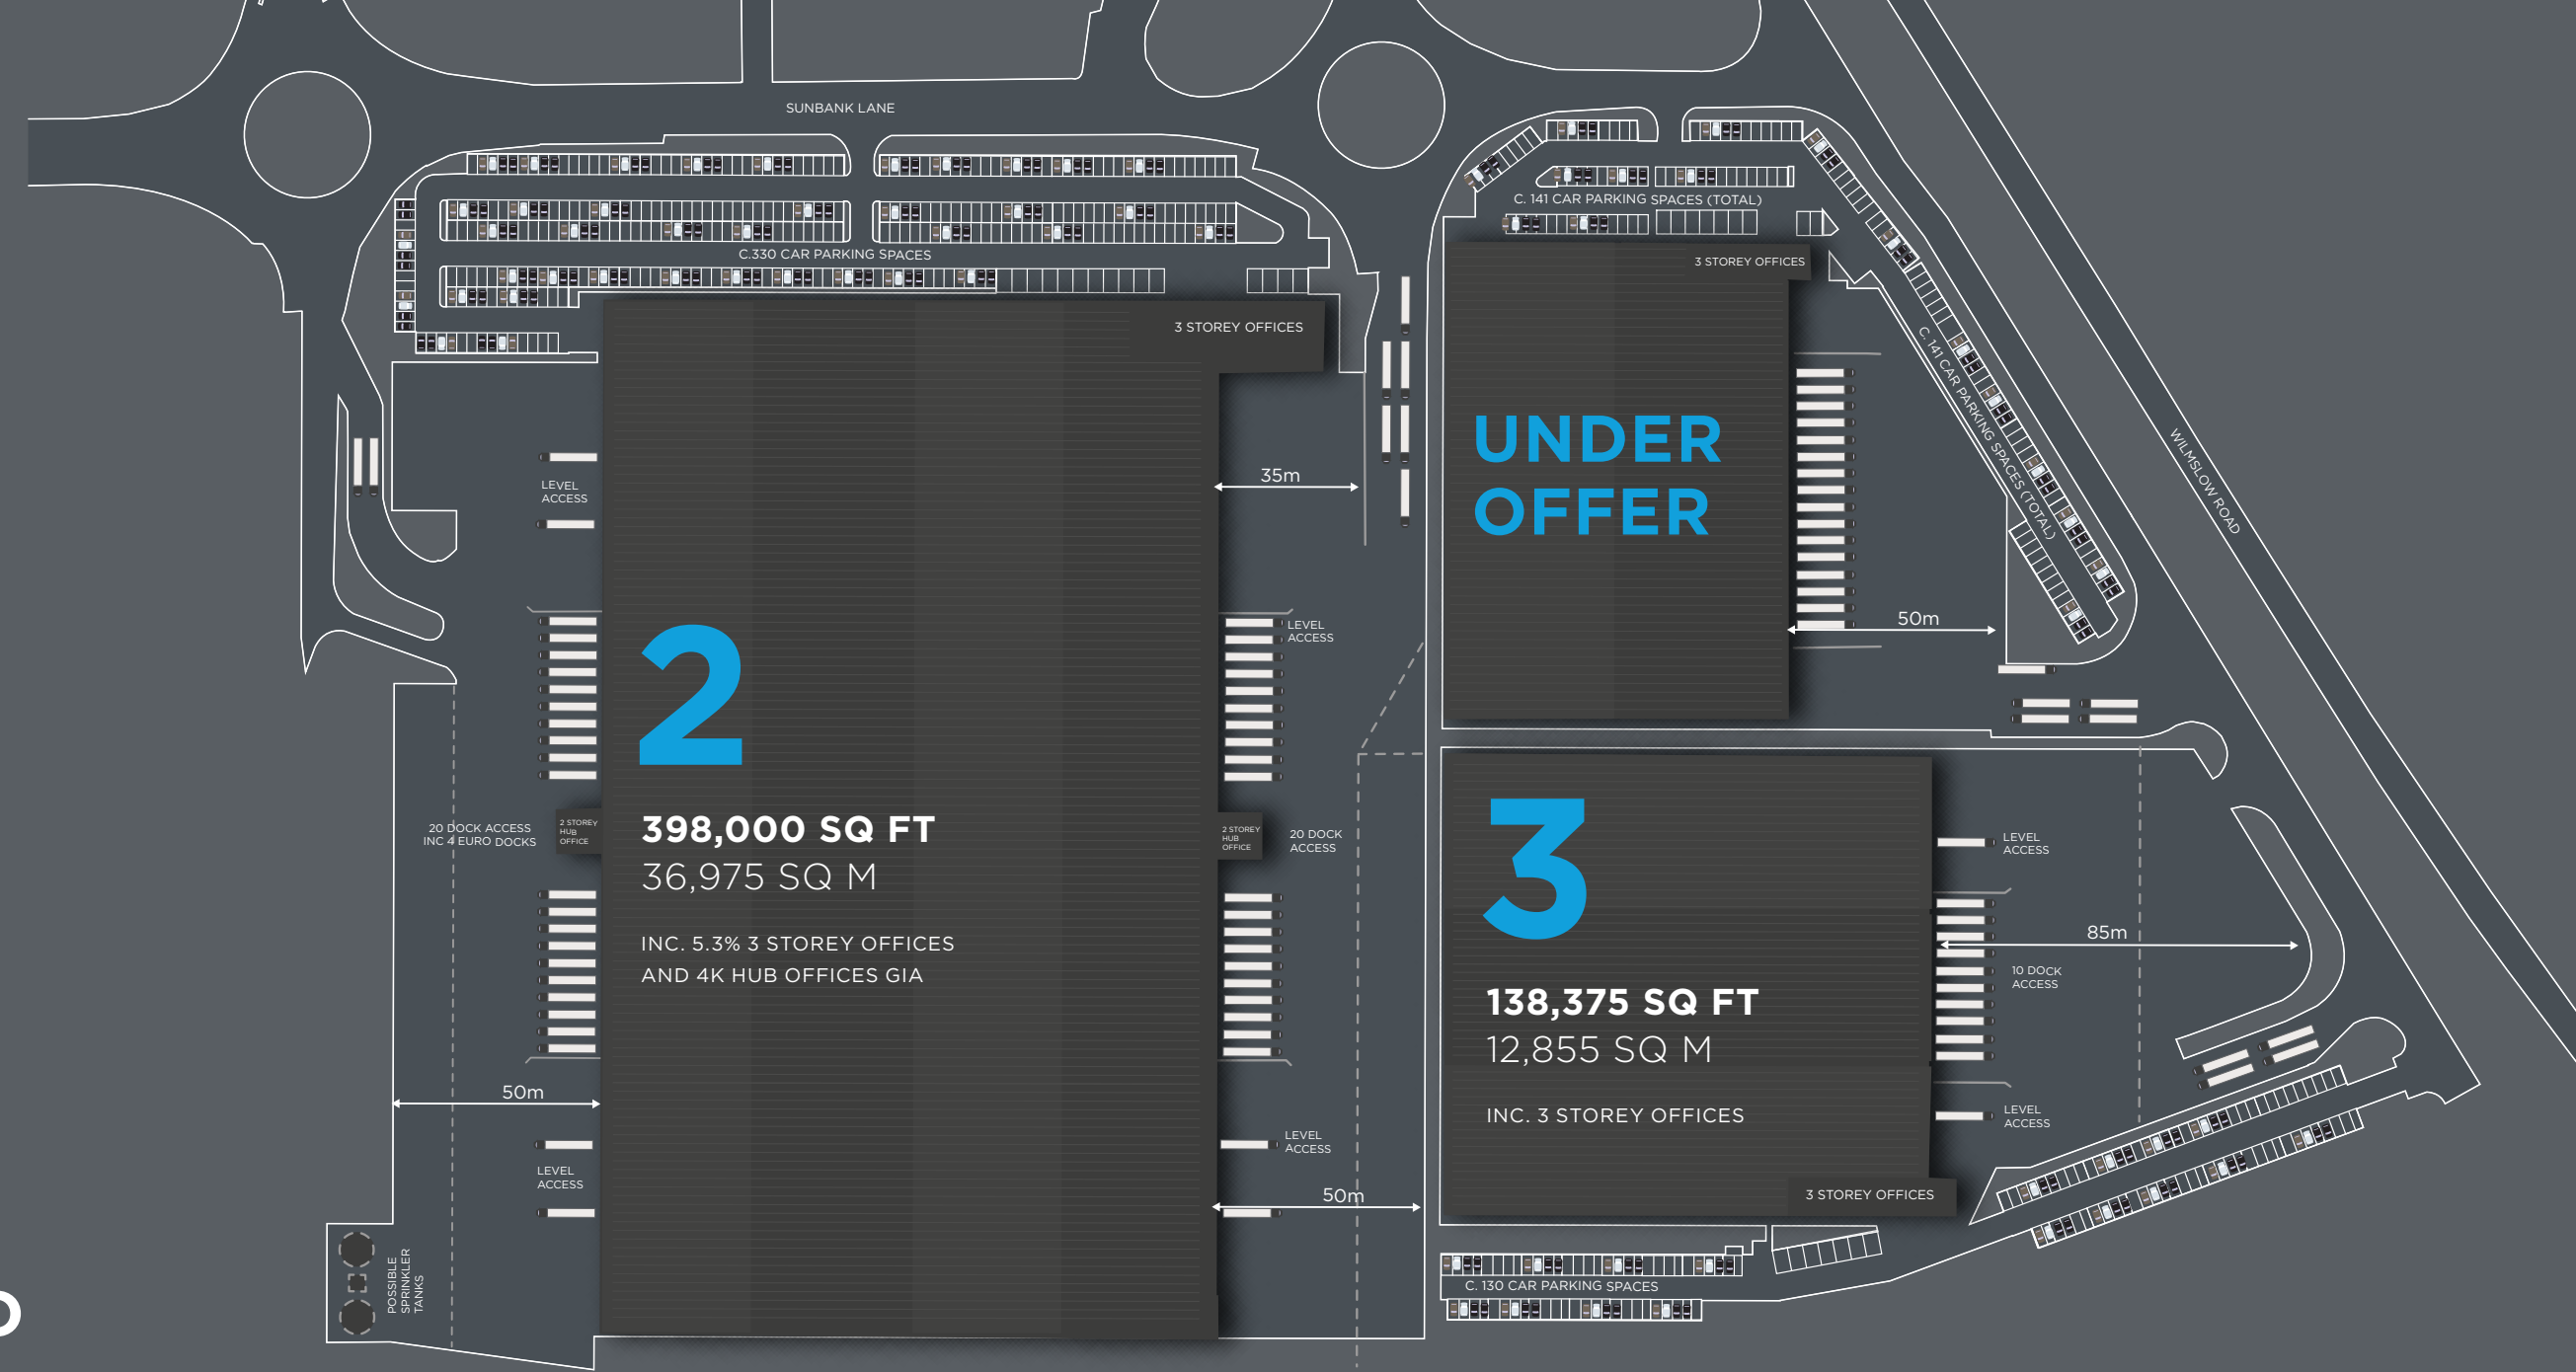 SUNBANK LANE
C.330 CAR PARKING SPACES
C. 141 CAR PARKING SPACES (TOTAL)
3 STOREY OFFICES
3 STOREY OFFICES
C. 141 CAR PARKING SPACES (TOTAL)
WILMSLOW ROAD
UNDER
OFFER
LEVEL
ACCESS
35m
50m
LEVEL
ACCESS
2
398,000 SQ FT
36,975 SQ M
INC. 5.3% 3 STOREY OFFICES
AND 4K HUB OFFICES GIA
20 DOCK ACCESS
INC 4 EURO DOCKS
2 STOREY
HUB
OFFICE
2 STOREY
HUB
OFFICE
20 DOCK
ACCESS
3
138,375 SQ FT
12,855 SQ M
INC. 3 STOREY OFFICES
LEVEL
ACCESS
85m
10 DOCK
ACCESS
LEVEL
ACCESS
50m
LEVEL
ACCESS
LEVEL
ACCESS
50m
3 STOREY OFFICES
POSSIBLE
SPRINKLER
TANKS
C. 130 CAR PARKING SPACES